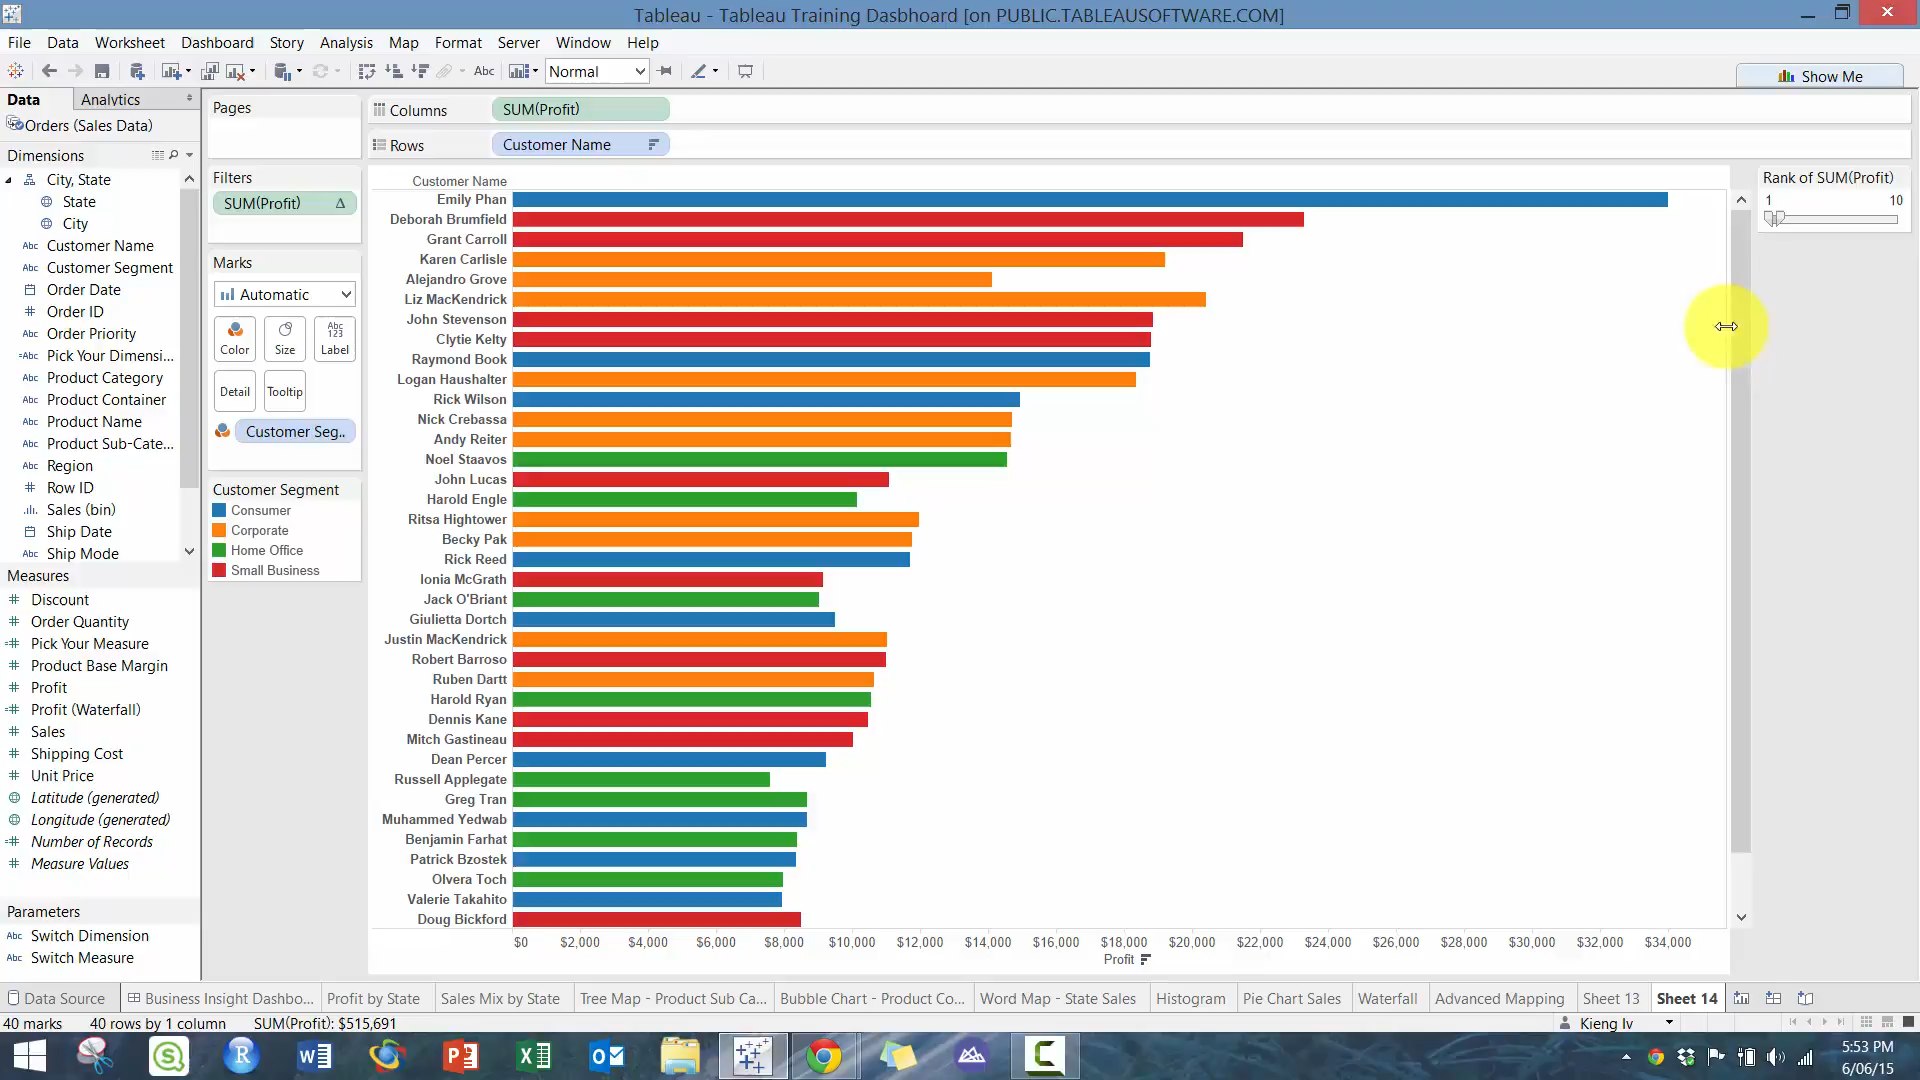 Tableau - Tableau Training Dasbhoard [on PUBLIC.TABLEAUSOFTWARE.COM]
File Data Worksheet Dashboard Story Analysis Map Format Server Window Help
Abc Normal
Show Me
Data Analytics
Orders (Sales Data)
Dimensions
City, State
State
City
Abc Customer Name
Abc Customer Segment
Order Date
# Order ID
Abc Order Priority
=Abc Pick Your Dimensi...
Abc Product Category
Abc Product Container
Abc Product Name
Abc Product Sub-Cate...
Abc Region
# Row ID
Sales (bin)
Ship Date
Abc Ship Mode
Measures
# Discount
# Order Quantity
=# Pick Your Measure
# Product Base Margin
# Profit
=# Profit (Waterfall)
# Sales
# Shipping Cost
# Unit Price
Latitude (generated)
Longitude (generated)
=# Number of Records
# Measure Values
Parameters
Abc Switch Dimension
Abc Switch Measure
Pages
Filters
SUM(Profit) Δ
Marks
Automatic
Color
Size
Abc
123
Label
Detail
Tooltip
Customer Seg..
Customer Segment
Consumer
Corporate
Home Office
Small Business
Columns SUM(Profit)
Rows Customer Name
Customer Name
Emily Phan
Deborah Brumfield
Grant Carroll
Karen Carlisle
Alejandro Grove
Liz MacKendrick
John Stevenson
Clytie Kelty
Raymond Book
Logan Haushalter
Rick Wilson
Nick Crebassa
Andy Reiter
Noel Staavos
John Lucas
Harold Engle
Ritsa Hightower
Becky Pak
Rick Reed
Ionia McGrath
Jack O'Briant
Giulietta Dortch
Justin MacKendrick
Robert Barroso
Ruben Dartt
Harold Ryan
Dennis Kane
Mitch Gastineau
Dean Percer
Russell Applegate
Greg Tran
Muhammed Yedwab
Benjamin Farhat
Patrick Bzostek
Olvera Toch
Valerie Takahito
Doug Bickford
$0 $2,000 $4,000 $6,000 $8,000 $10,000 $12,000 $14,000 $16,000 $18,000 $20,000 $22,000 $24,000 $26,000 $28,000 $30,000 $32,000 $34,000
Profit
Rank of SUM(Profit)
1 10
Data Source Business Insight Dashbo... Profit by State Sales Mix by State Tree Map - Product Sub Ca... Bubble Chart - Product Co... Word Map - State Sales Histogram Pie Chart Sales Waterfall Advanced Mapping Sheet 13 Sheet 14
40 marks 40 rows by 1 column SUM(Profit): $515,691 Kieng Iv
5:53 PM
6/06/15